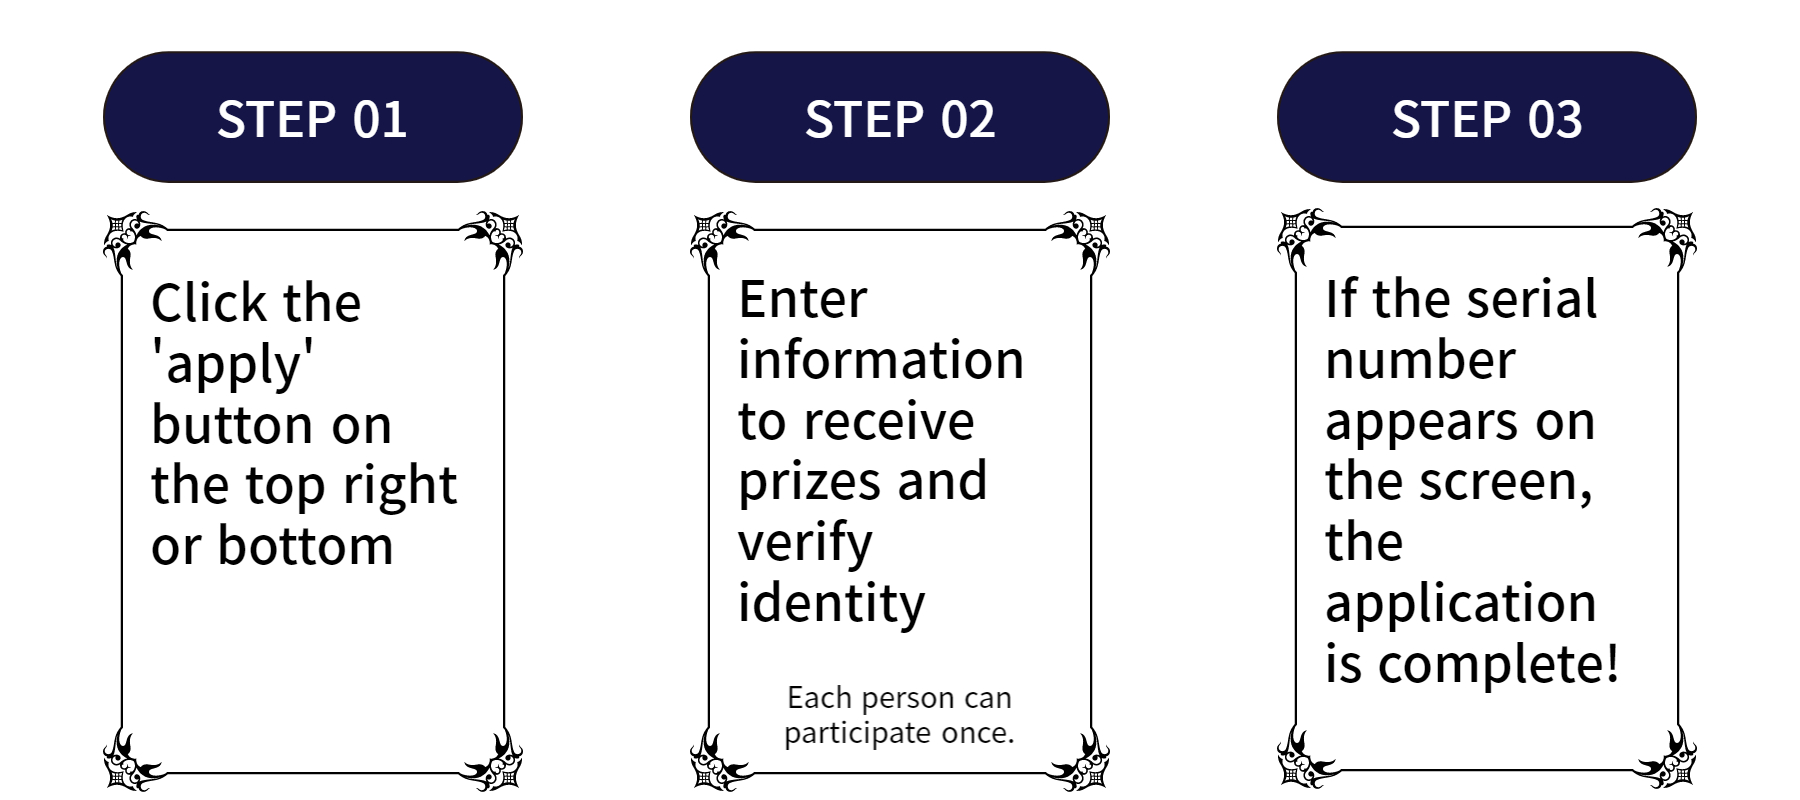 STEP 01
Click the
'apply'
button on
the top right
or bottom
STEP 02
Enter
information
to receive
prizes and
verify
identity
Each person can
participate once.
STEP 03
If the serial
number
appears on
the screen,
the
application
is complete!